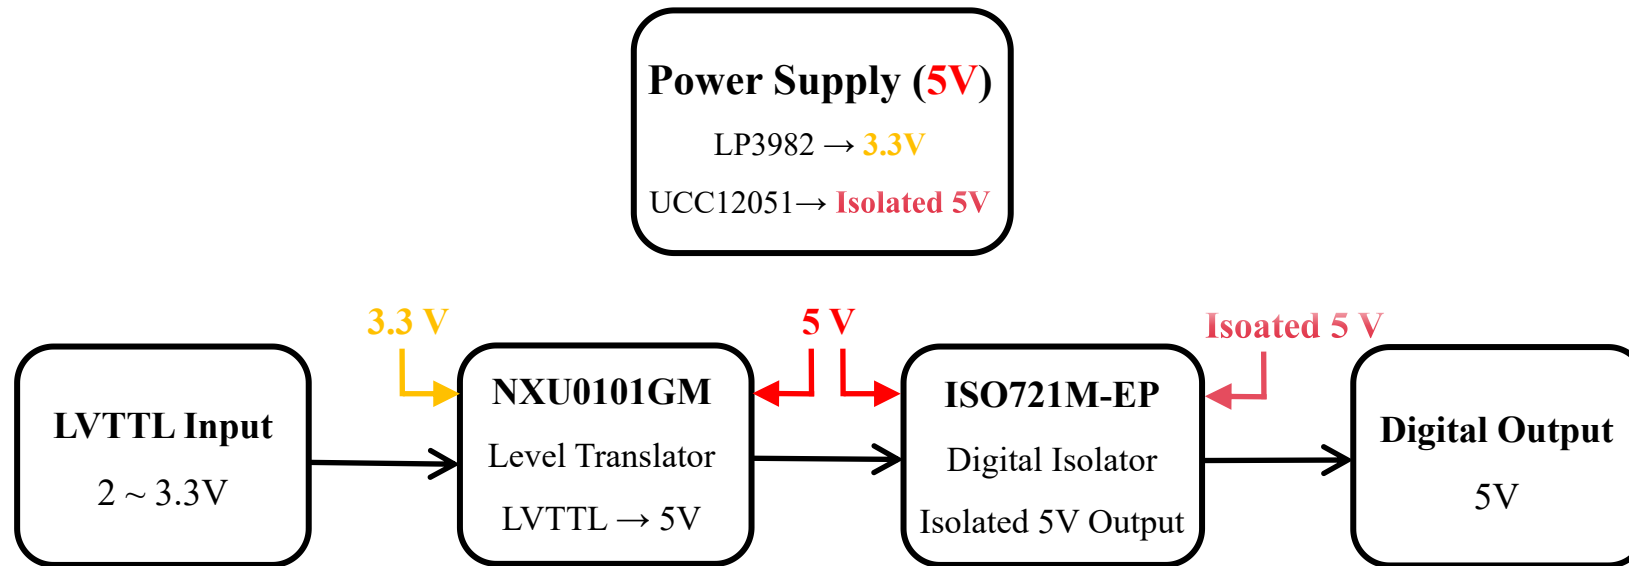 Power Supply (5V)
LP3982 → 3.3V
UCC12051→ Isolated 5V
3.3 V
5 V
Isoated 5 V
LVTTL Input
2 ~ 3.3V
NXU0101GM
Level Translator
LVTTL → 5V
ISO721M-EP
Digital Isolator
Isolated 5V Output
Digital Output
5V